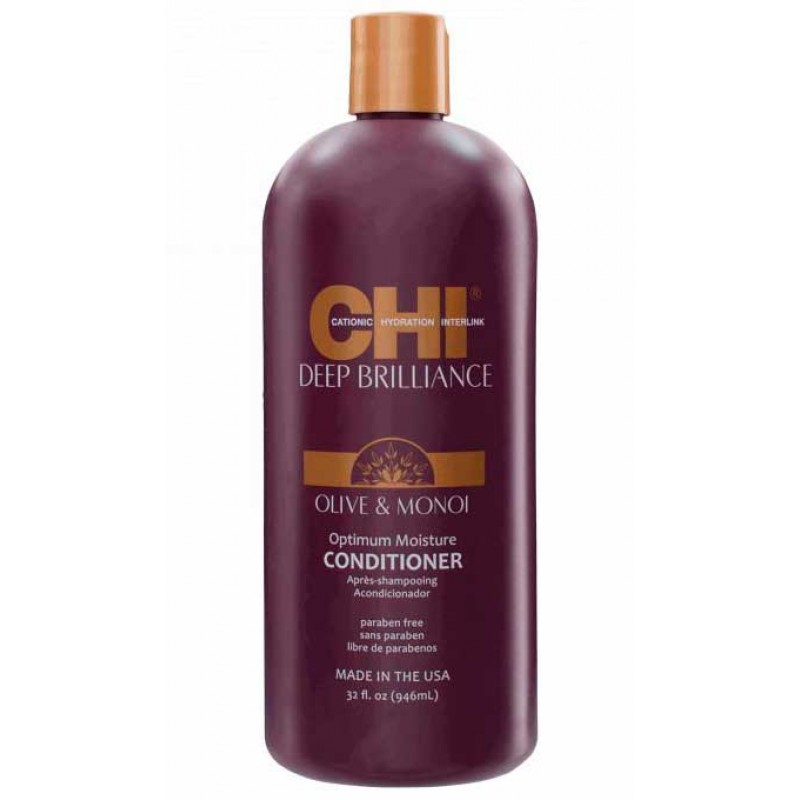 CHI®
CATIONIC HYDRATION INTERLINK
DEEP BRILLIANCE
OLIVE & MONOI
Optimum Moisture
CONDITIONER
Après-shampooing
Acondicionador
paraben free
sans paraben
libre de parabenos
MADE IN THE USA
32 fl. oz (946mL)